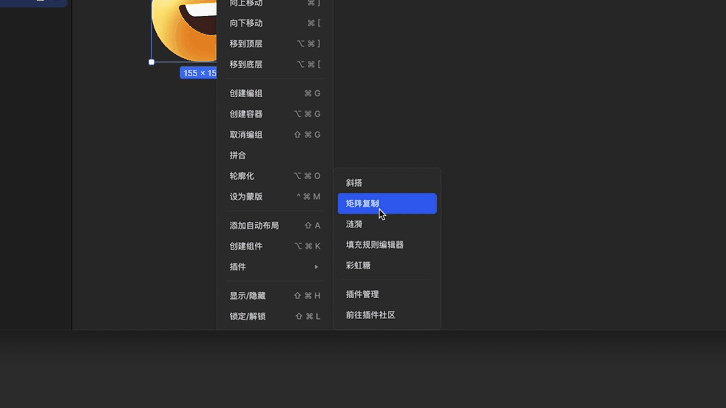 向上移动 ⌘ ]
向下移动 ⌘ [
移到顶层 ⌥ ⌘ ]
移到底层 ⌥ ⌘ [
155 × 15
创建编组 ⌘ G
创建容器 ⌥ ⌘ G
取消编组 ⇧ ⌘ G
拼合
轮廓化 ⌥ ⌘ O
设为蒙版 ^ ⌘ M
添加自动布局 ⇧ A
创建组件 ⌥ ⌘ K
插件
显示/隐藏 ⇧ ⌘ H
锁定/解锁 ⇧ ⌘ L
斜搭
矩阵复制
涟漪
填充规则编辑器
彩虹糖
插件管理
前往插件社区